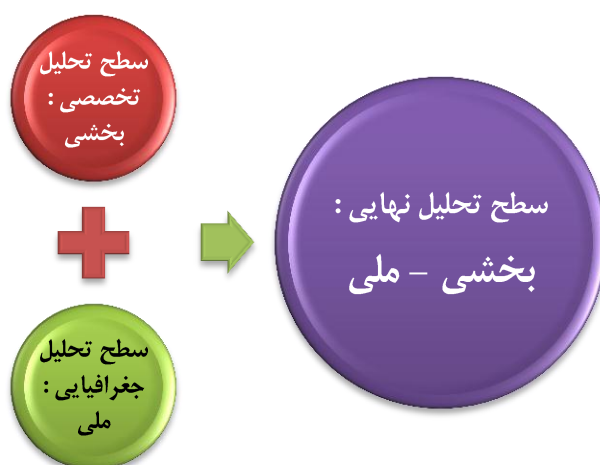 سطح تحلیل
تخصصی :
بخشی
سطح تحلیل
جغرافیایی :
ملی
سطح تحلیل نهایی :
بخشی – ملی